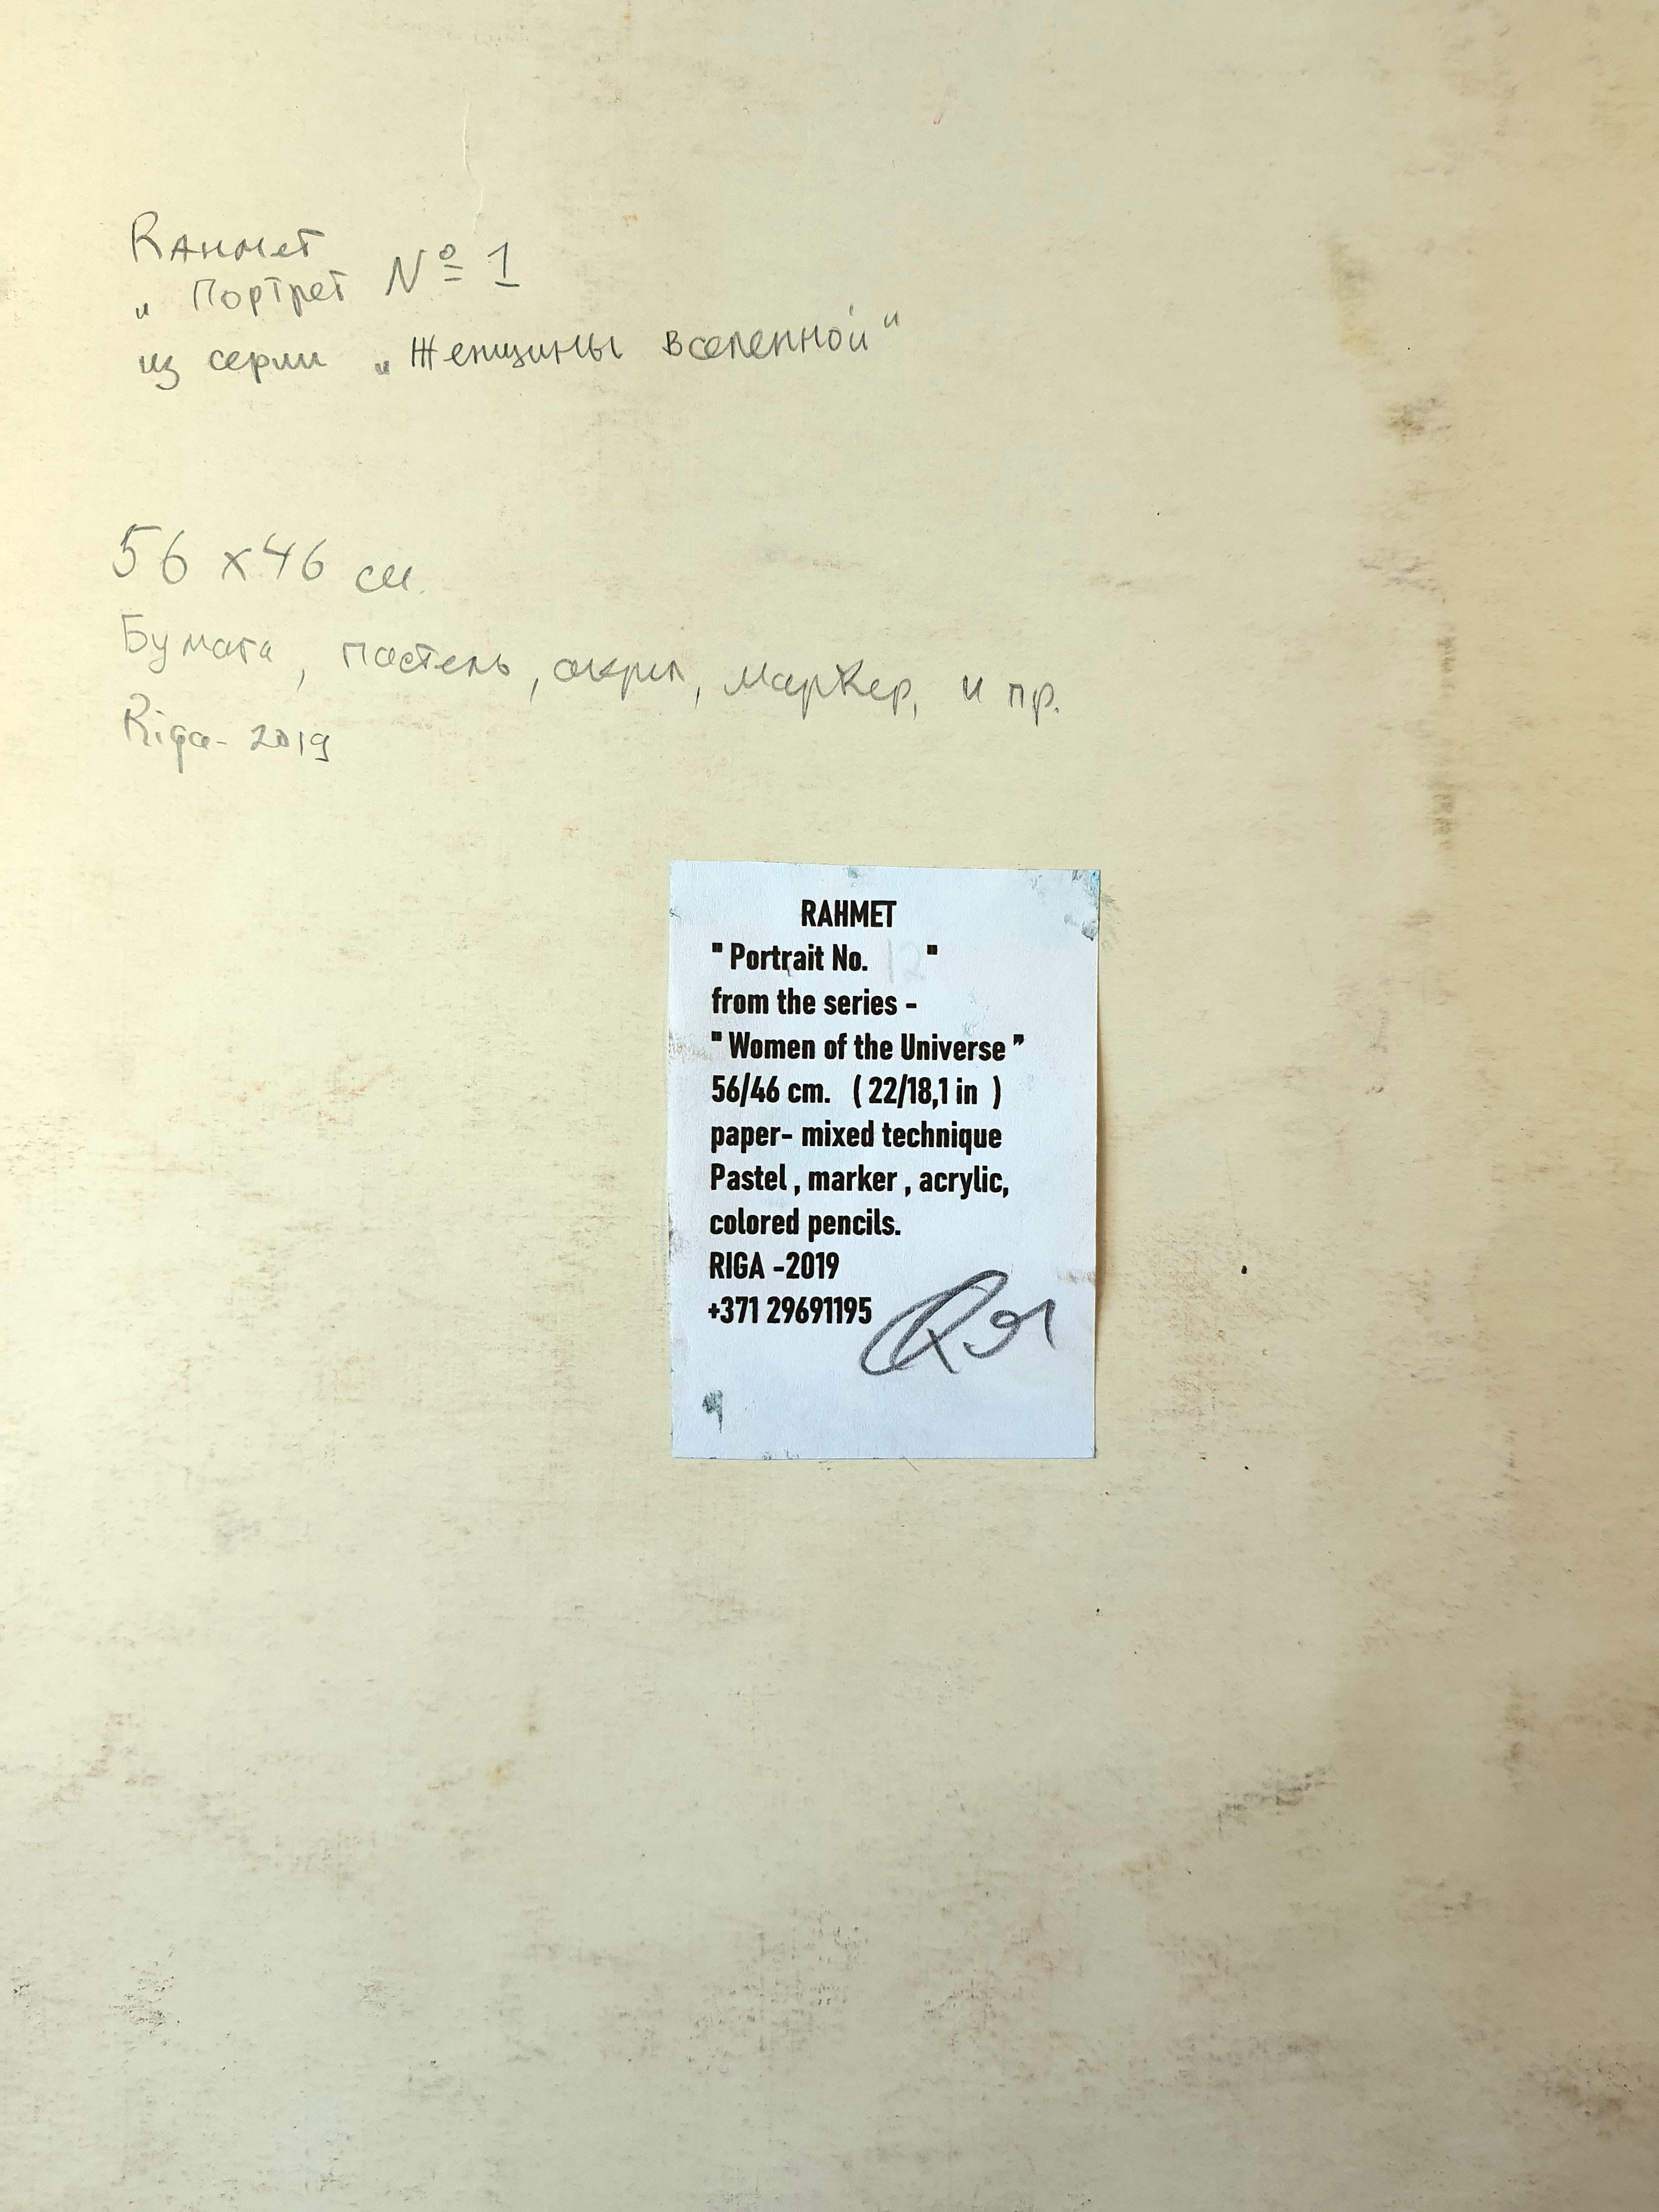 RAHMET
„ Портрет № 1
из серии „Женщины вселенной“
56 х 46 см.
Бумага, пастель, акрил, маркер, и пр.
Riga - 2019
RAHMET
" Portrait No. 12 "
from the series -
" Women of the Universe "
56/46 cm. ( 22/18,1 in )
paper- mixed technique
Pastel , marker , acrylic,
colored pencils.
RIGA -2019
+371 29691195